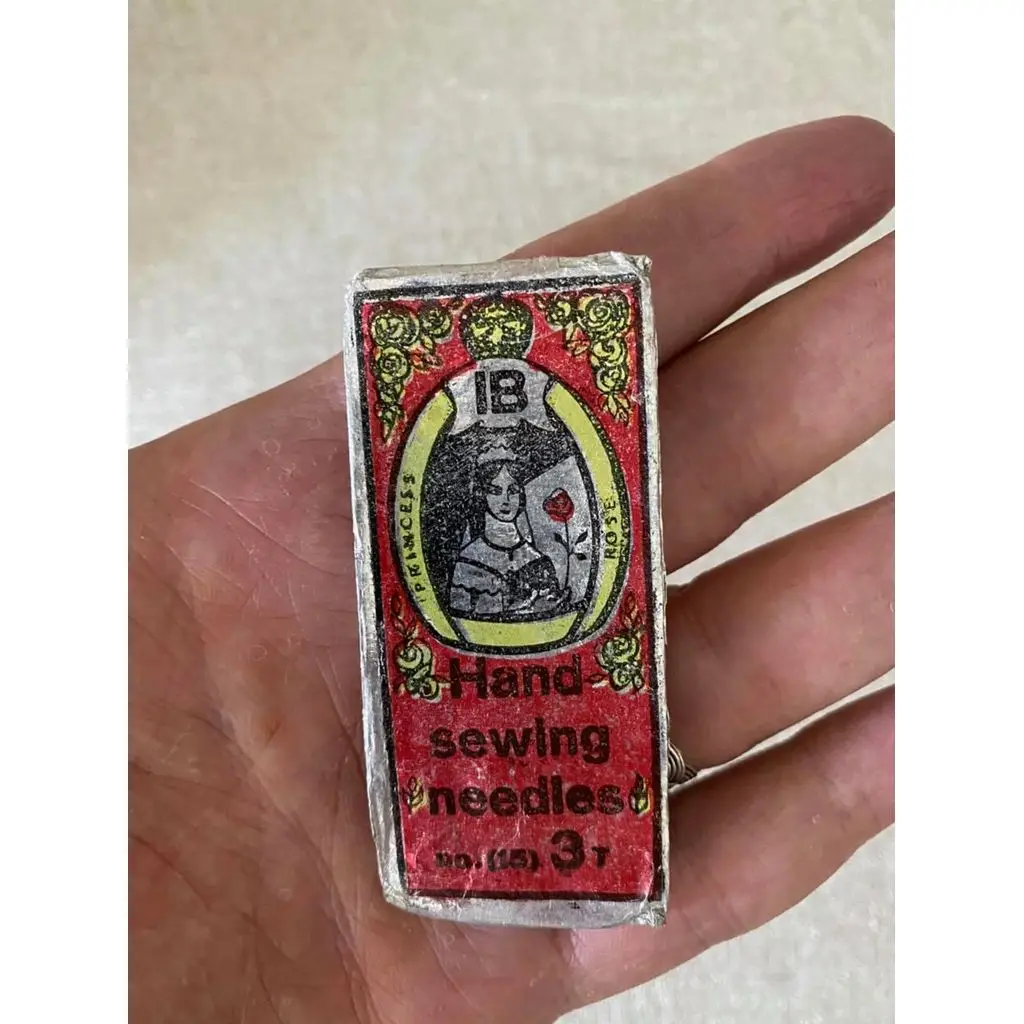 IB
PRINCESS
ROSE
Hand
sewing
needles
no. (15) 3 T